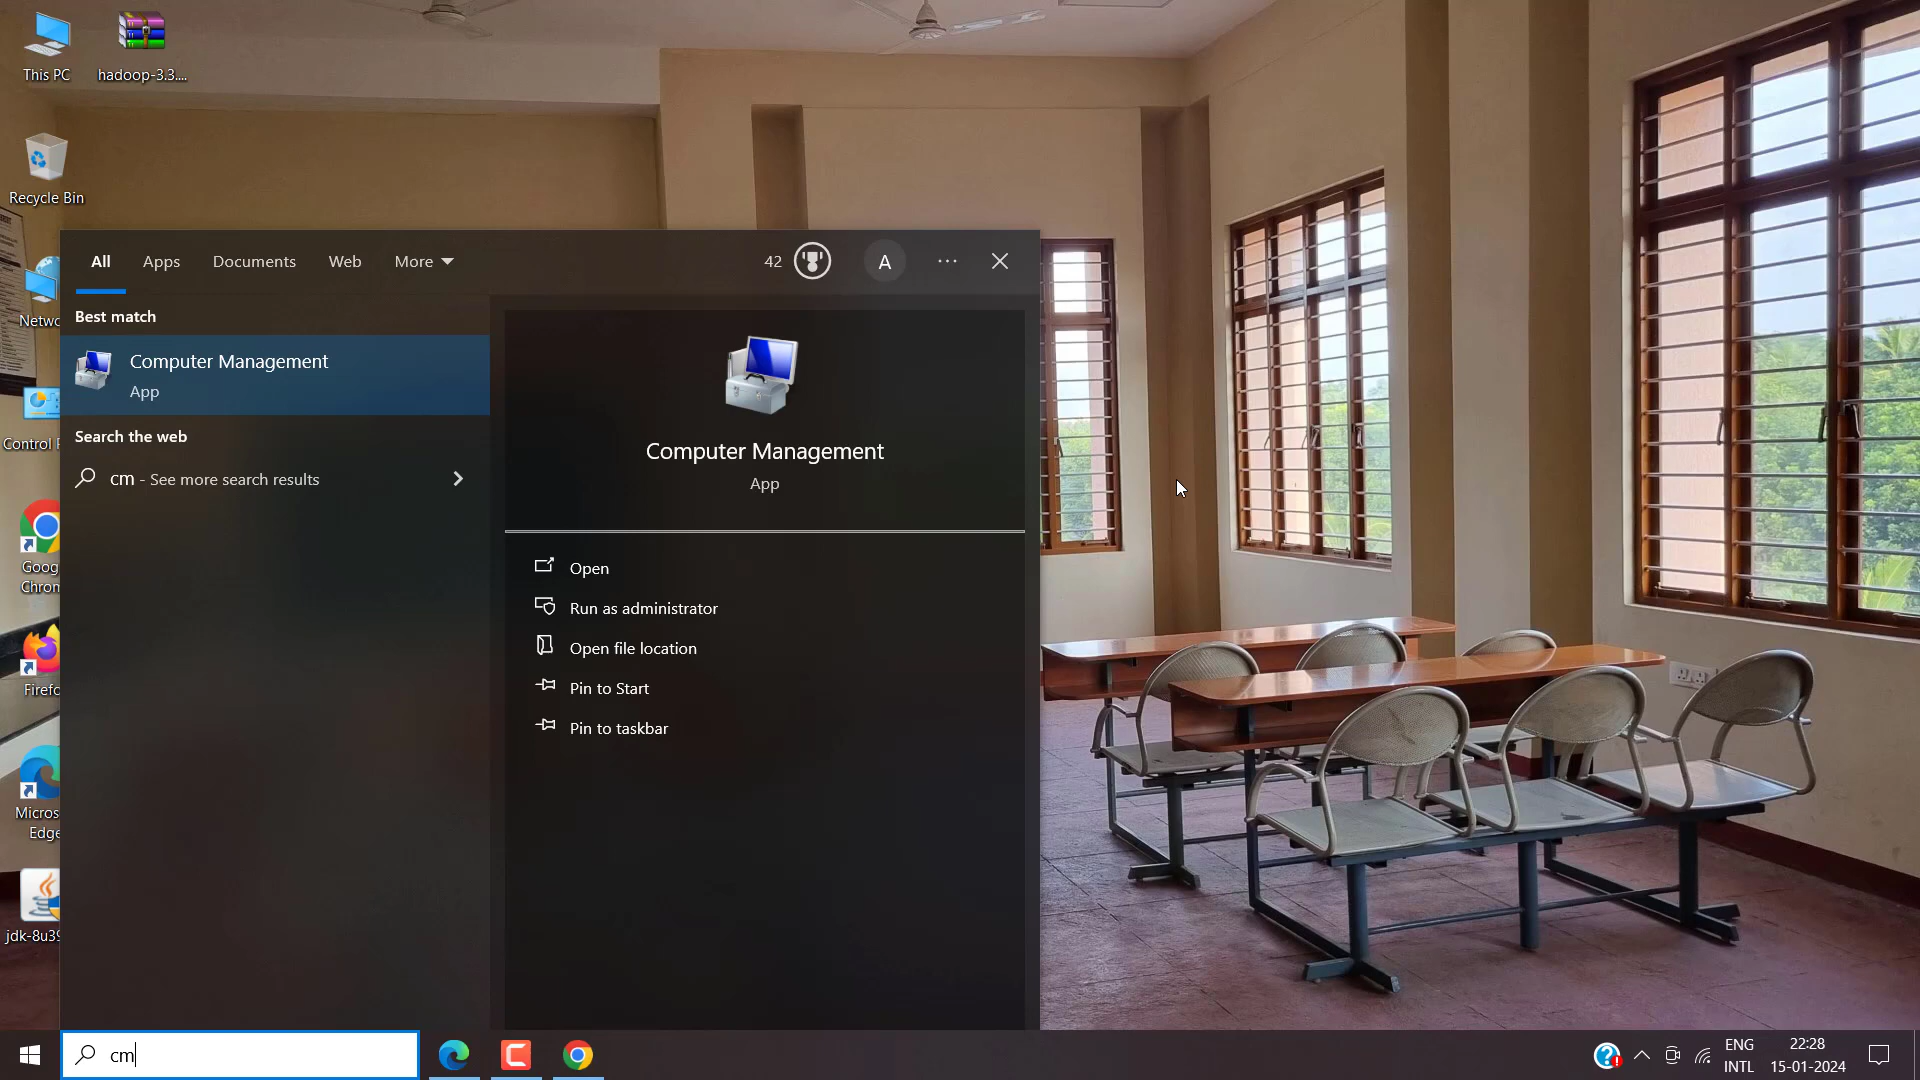 This PC
hadoop-3.3....
Recycle Bin
Netwo
Control P
Goog
Chrom
Firefo
Micros
Edge
jdk-8u39
All
Apps
Documents
Web
More
42
A
Best match
Computer Management
App
Search the web
cm - See more search results
Computer Management
App
Open
Run as administrator
Open file location
Pin to Start
Pin to taskbar
cm
ENG
INTL
22:28
15-01-2024